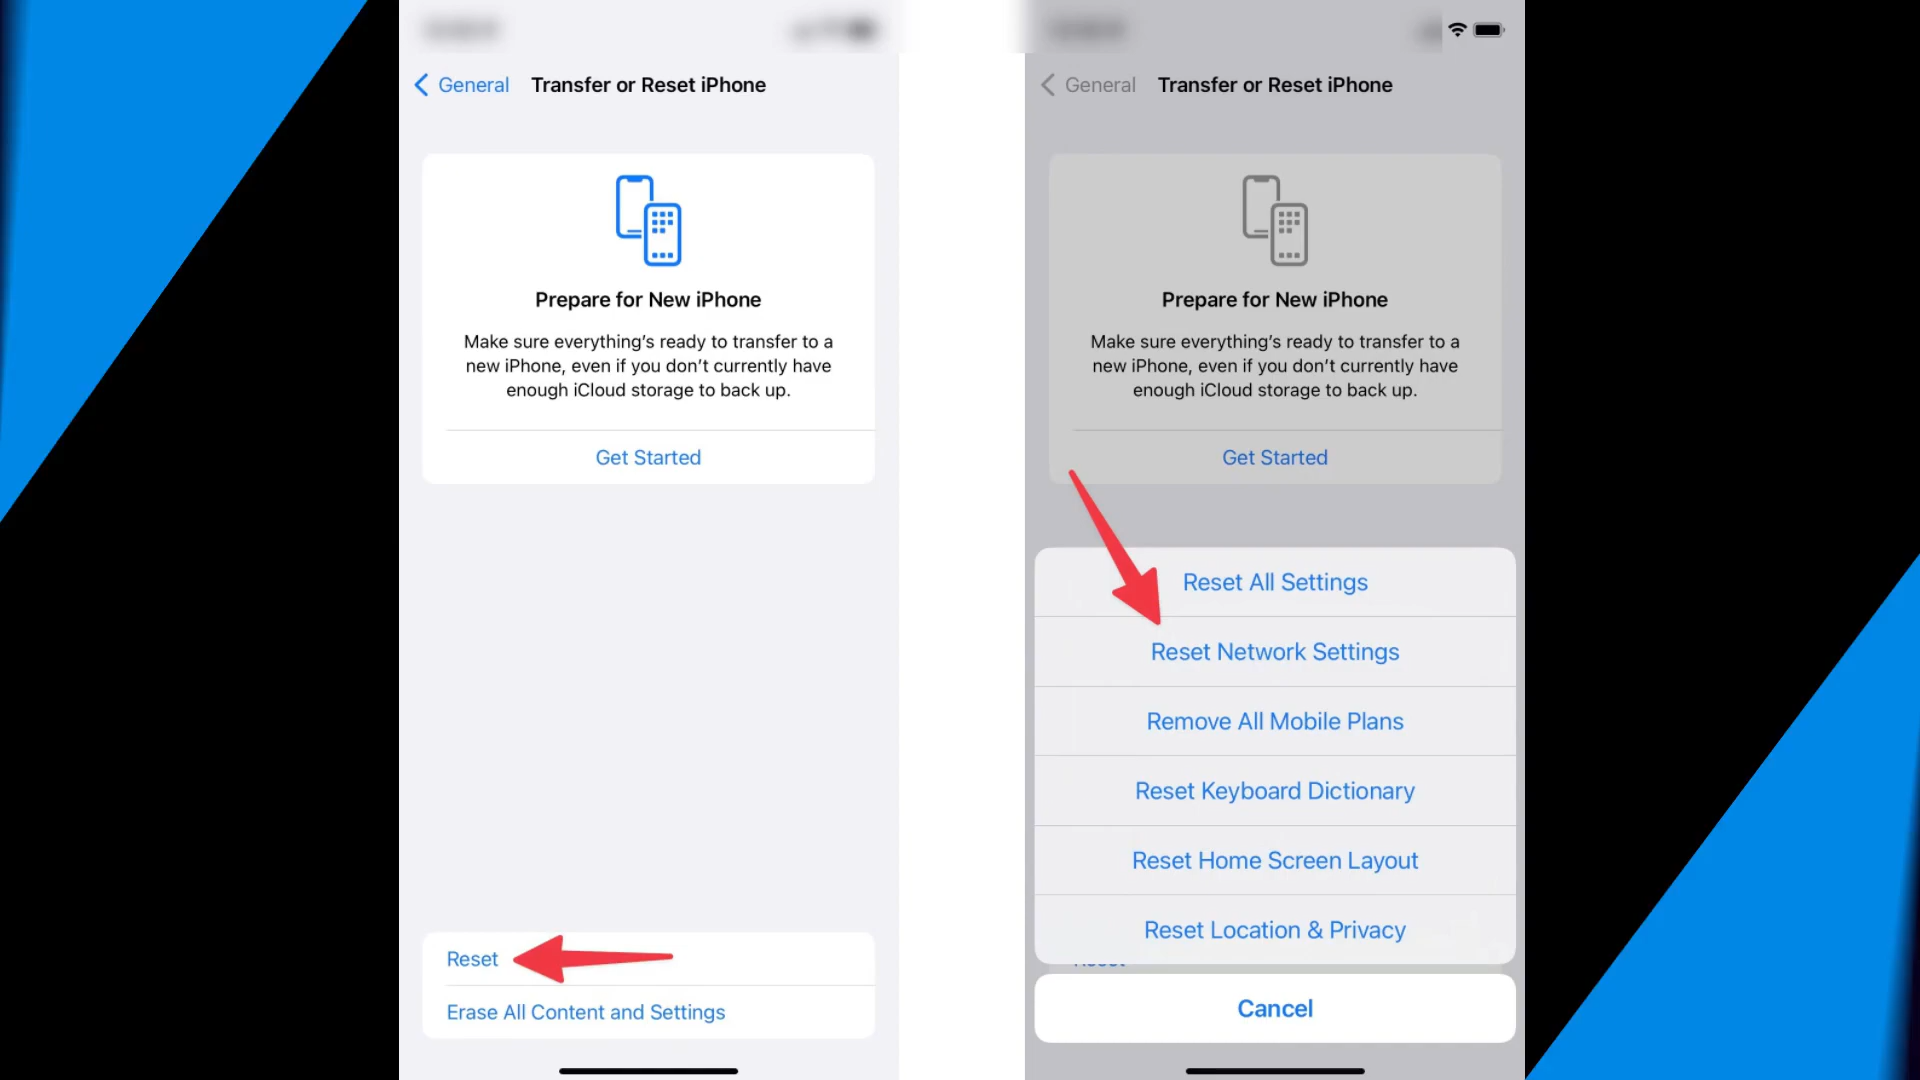 General
Transfer or Reset iPhone
Prepare for New iPhone
Make sure everything's ready to transfer to a
new iPhone, even if you don't currently have
enough iCloud storage to back up.
Get Started
Reset
Erase All Content and Settings
General
Transfer or Reset iPhone
Prepare for New iPhone
Make sure everything's ready to transfer to a
new iPhone, even if you don't currently have
enough iCloud storage to back up.
Get Started
Reset All Settings
Reset Network Settings
Remove All Mobile Plans
Reset Keyboard Dictionary
Reset Home Screen Layout
Reset Location & Privacy
Cancel